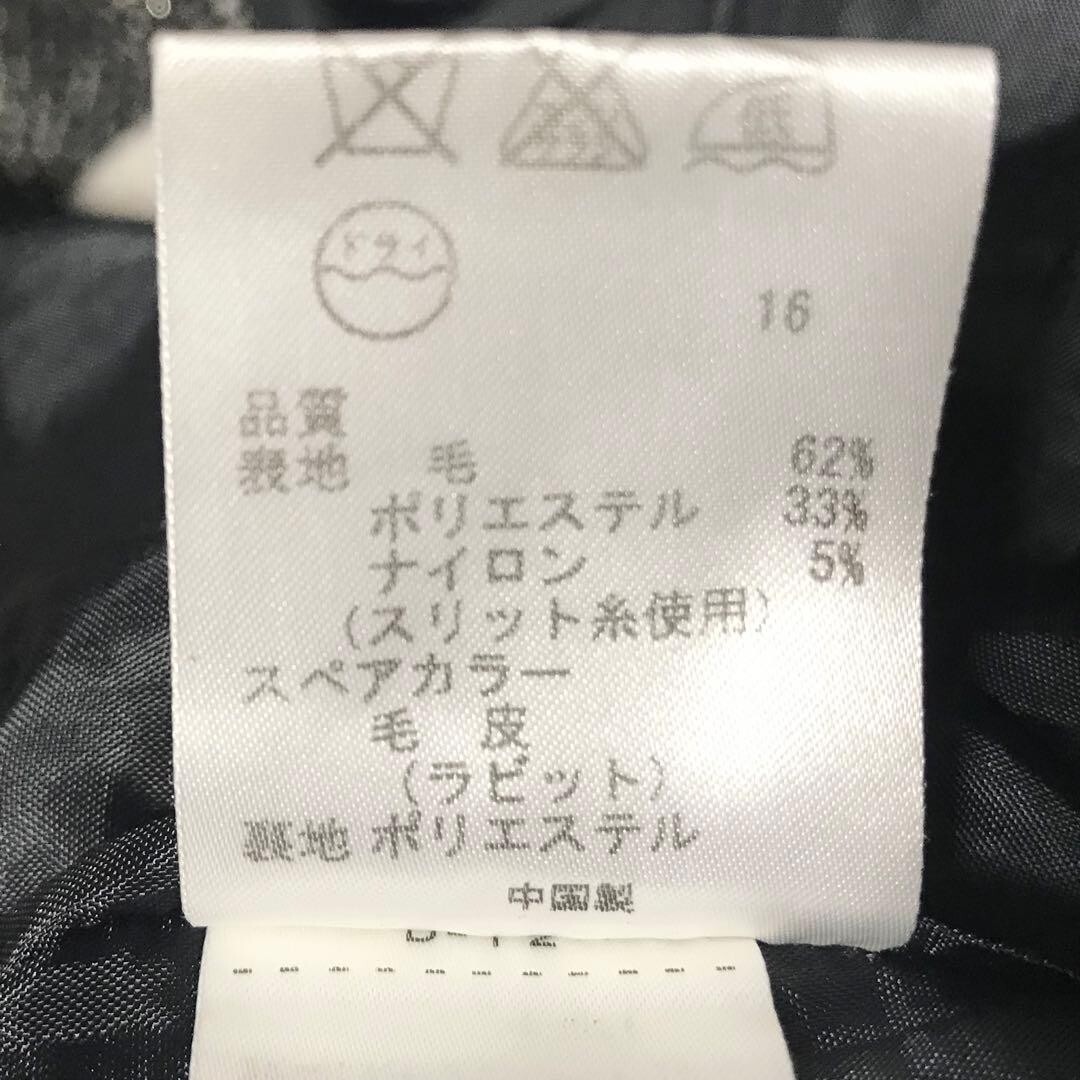 低
ドライ
16
品質
表地 毛 62%
ポリエステル 33%
ナイロン 5%
(スリット糸使用)
スペアカラー
毛 皮
(ラビット)
裏地 ポリエステル
中国製